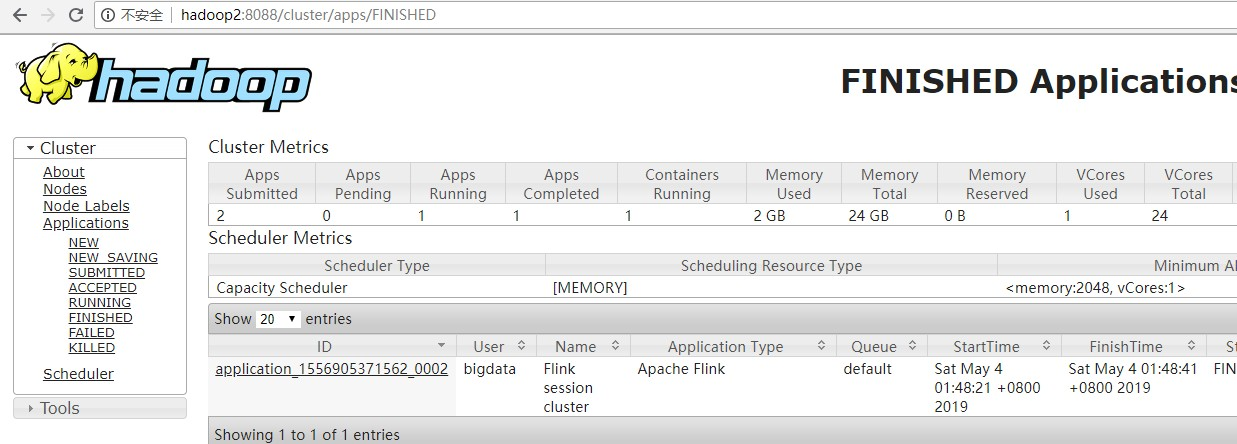 不安全 hadoop2:8088/cluster/apps/FINISHED
hadoop
FINISHED Applications
Cluster
About
Nodes
Node Labels
Applications
NEW
NEW_SAVING
SUBMITTED
ACCEPTED
RUNNING
FINISHED
FAILED
KILLED
Scheduler
Tools
Cluster Metrics
Apps Submitted Apps Pending Apps Running Apps Completed Containers Running Memory Used Memory Total Memory Reserved VCores Used VCores Total
2 0 1 1 1 2 GB 24 GB 0 B 1 24
Scheduler Metrics
Scheduler Type Scheduling Resource Type Minimum Al
Capacity Scheduler [MEMORY] <memory:2048, vCores:1>
Show 20 entries
ID User Name Application Type Queue StartTime FinishTime St
application_1556905371562_0002 bigdata Flink Apache Flink default Sat May 4 Sat May 4 01:48:41 FIN
session 01:48:21 +0800 +0800 2019
cluster 2019
Showing 1 to 1 of 1 entries